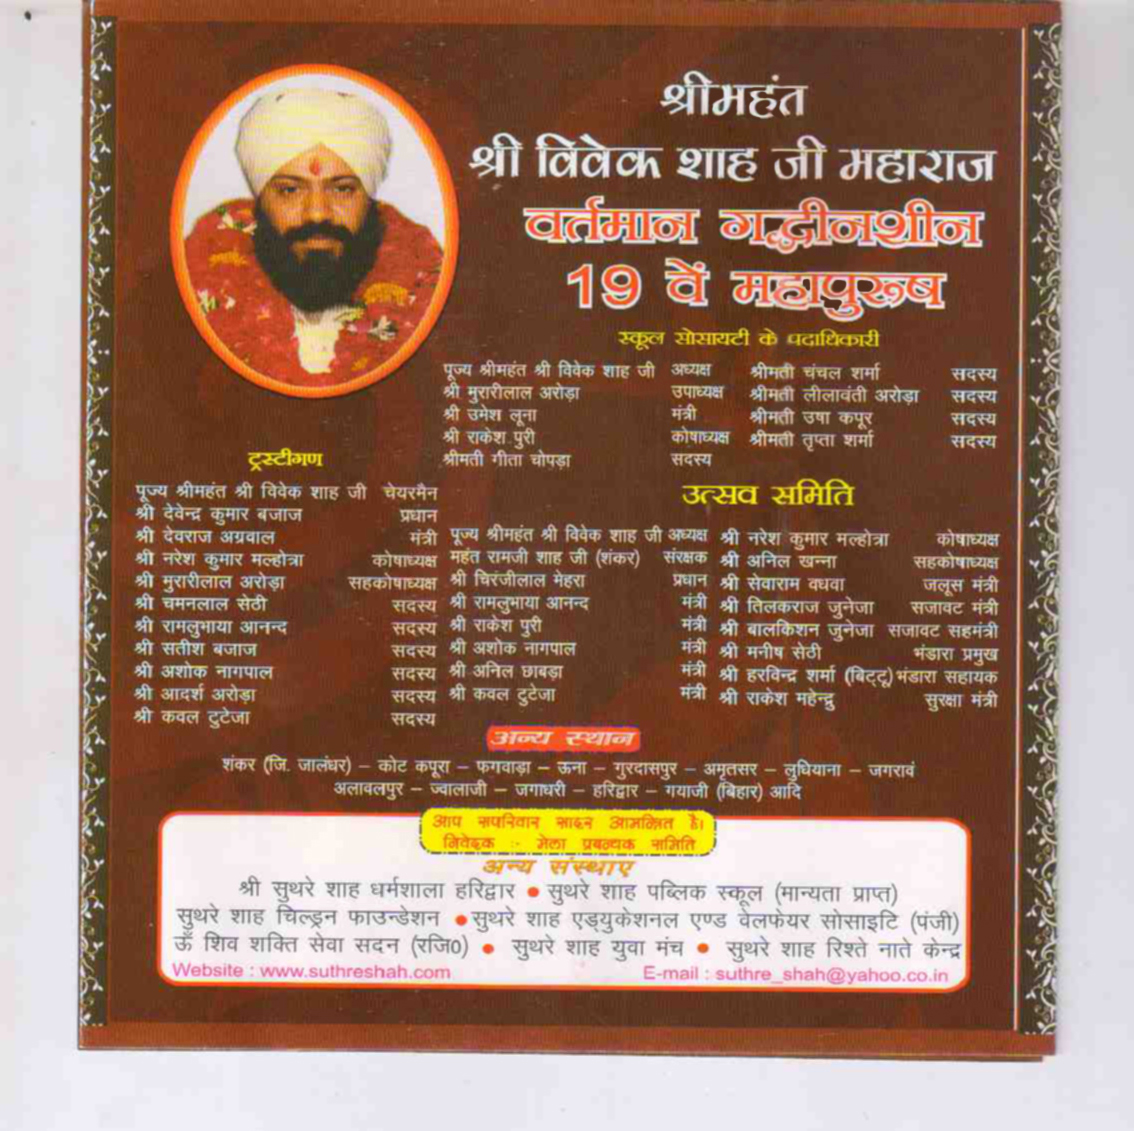 श्रीमहंत
श्री विवेक शाह जी महाराज
वर्तमान गद्दीनशीन
19 वें महापुरूष
स्कूल सोसायटी के पदाधिकारी
पूज्य श्रीमहंत श्री विवेक शाह जी अध्यक्ष
श्री मुरारीलाल अरोड़ा उपाध्यक्ष
श्री उमेश लूना मंत्री
श्री राकेश पुरी कोषाध्यक्ष
श्रीमती गीता चोपड़ा सदस्य
श्रीमती चंचल शर्मा सदस्य
श्रीमती लीलावंती अरोड़ा सदस्य
श्रीमती उषा कपूर सदस्य
श्रीमती तृप्ता शर्मा सदस्य
ट्रस्टीगण
पूज्य श्रीमहंत श्री विवेक शाह जी चेयरमैन
श्री देवेन्द्र कुमार बजाज प्रधान
श्री देवराज अग्रवाल मंत्री
श्री नरेश कुमार मल्होत्रा कोषाध्यक्ष
श्री मुरारीलाल अरोड़ा सहकोषाध्यक्ष
श्री चमनलाल सेठी सदस्य
श्री रामलुभाया आनन्द सदस्य
श्री सतीश बजाज सदस्य
श्री अशोक नागपाल सदस्य
श्री आदर्श अरोड़ा सदस्य
श्री कवल टुटेजा सदस्य
उत्सव समिति
पूज्य श्रीमहंत श्री विवेक शाह जी अध्यक्ष
महंत रामजी शाह जी (शंकर) संरक्षक
श्री चिरंजीलाल मेहरा प्रधान
श्री रामलुभाया आनन्द मंत्री
श्री राकेश पुरी मंत्री
श्री अशोक नागपाल मंत्री
श्री अनिल छाबड़ा मंत्री
श्री कवल टुटेजा मंत्री
श्री नरेश कुमार मल्होत्रा कोषाध्यक्ष
श्री अनिल खन्ना सहकोषाध्यक्ष
श्री सेवाराम वधवा जलूस मंत्री
श्री तिलकराज जुनेजा सजावट मंत्री
श्री बालकिशन जुनेजा सजावट सहमंत्री
श्री मनीष सेठी भंडारा प्रमुख
श्री हरविन्द्र शर्मा (बिट्टू) भंडारा सहायक
श्री राकेश महेन्द्रु सुरक्षा मंत्री
अन्य स्थान
शंकर (जि. जालंधर) – कोट कपूरा – फगवाड़ा – ऊना – गुरदासपुर – अमृतसर – लुधियाना – जगरावं
अलावलपुर – ज्वालाजी – जगाधरी – हरिद्वार – गयाजी (बिहार) आदि
आप सपरिवार सादर आमन्त्रित है।
निवेदक :- मेला प्रबन्धक समिति
अन्य संस्थाए
श्री सुथरे शाह धर्मशाला हरिद्वार ● सुथरे शाह पब्लिक स्कूल (मान्यता प्राप्त)
सुथरे शाह चिल्ड्रन फाउन्डेशन ● सुथरे शाह एड्युकेशनल एण्ड वेलफेयर सोसाइटि (पंजी)
ऊँ शिव शक्ति सेवा सदन (रजि०) ● सुथरे शाह युवा मंच ● सुथरे शाह रिश्ते नाते केन्द्र
Website : www.suthreshah.com E-mail : suthre_shah@yahoo.co.in